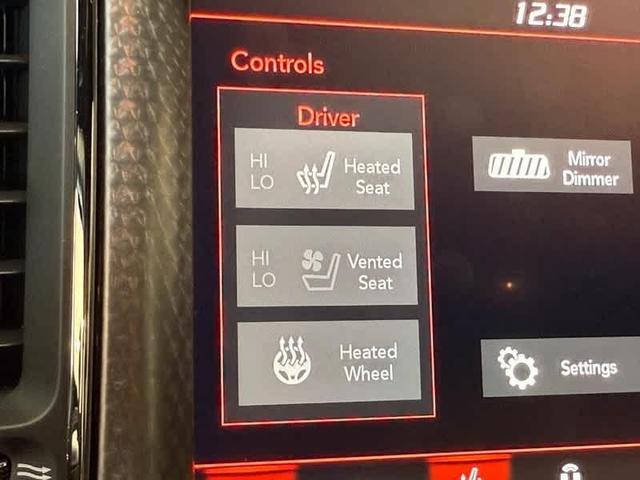 12:38
Controls
Driver
HI
LO
Heated
Seat
Mirror
Dimmer
HI
LO
Vented
Seat
Heated
Wheel
Settings